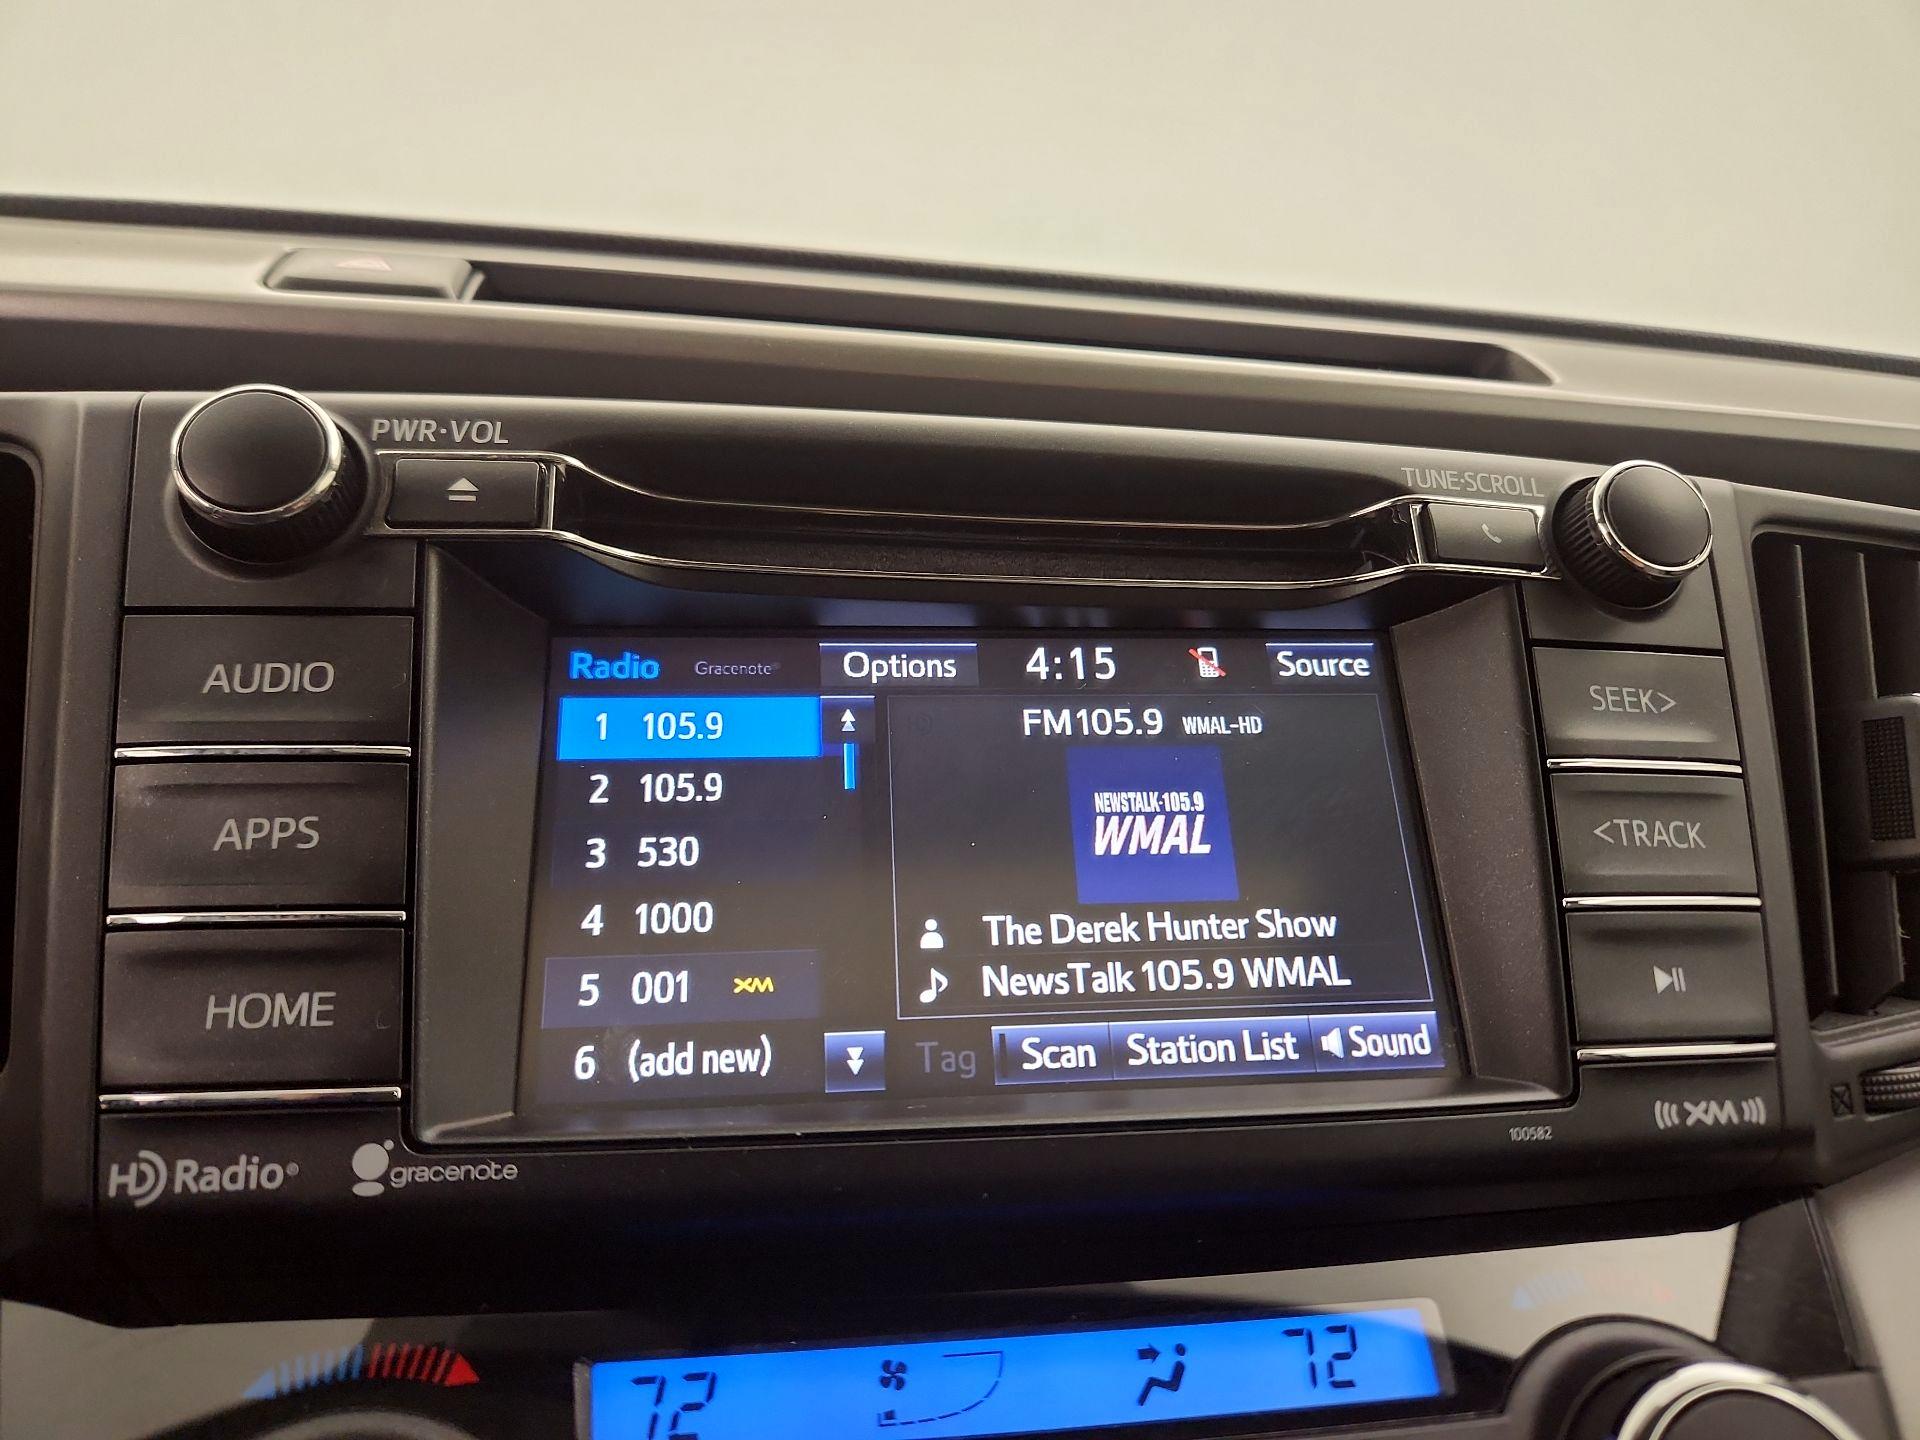 PWR·VOL
TUNE·SCROLL
AUDIO
APPS
HOME
Radio Gracenote® Options 4:15 Source
1 105.9
2 105.9
3 530
4 1000
5 001 XM
6 (add new)
FM105.9 WMAL-HD
NEWSTALK·105.9
WMAL
The Derek Hunter Show
NewsTalk 105.9 WMAL
Tag Scan Station List Sound
SEEK>
<TRACK
HD Radio®
gracenote
100582
((( XM )))
72 72